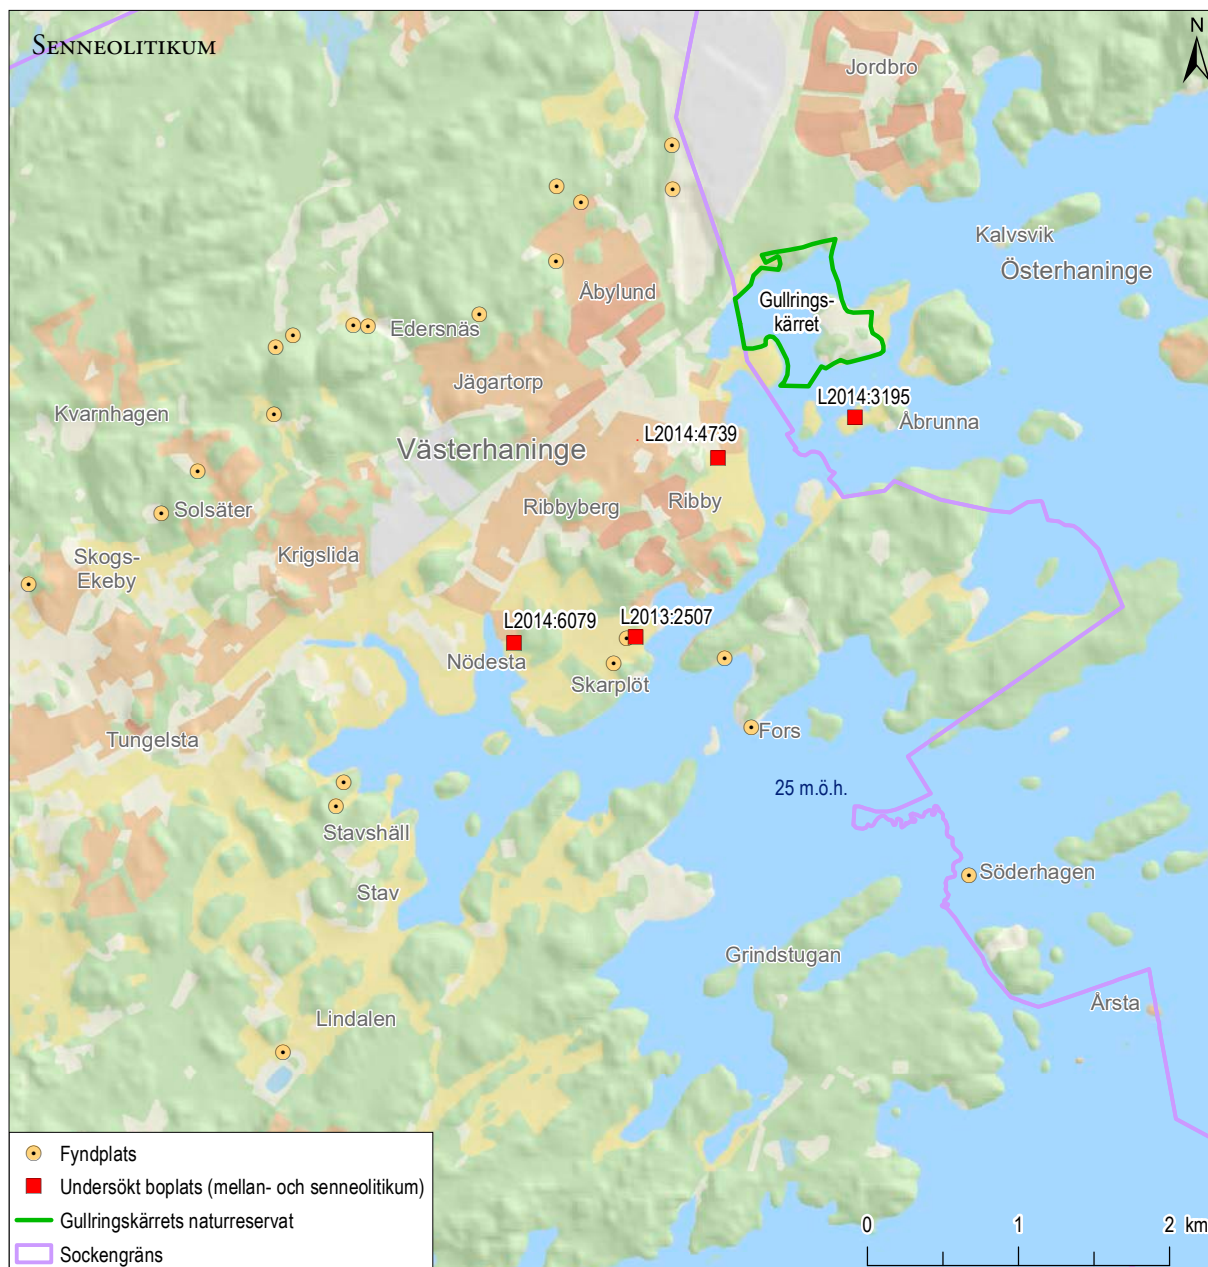 SENNEOLITIKUM
N
Jordbro
Kalvsvik
Österhaninge
Åbylund
Gullrings-
kärret
Edersnäs
Jägartorp
L2014:3195
Kvarnhagen
Åbrunna
L2014:4739
Västerhaninge
Solsäter
Ribbyberg
Ribby
Skogs-
Ekeby
Krigslida
L2014:6079
L2013:2507
Nödesta
Skarplöt
Tungelsta
Fors
25 m.ö.h.
Stavshäll
Söderhagen
Stav
Grindstugan
Årsta
Lindalen
Fyndplats
Undersökt boplats (mellan- och senneolitikum)
Gullringskärrets naturreservat
Sockengräns
0 1 2 km